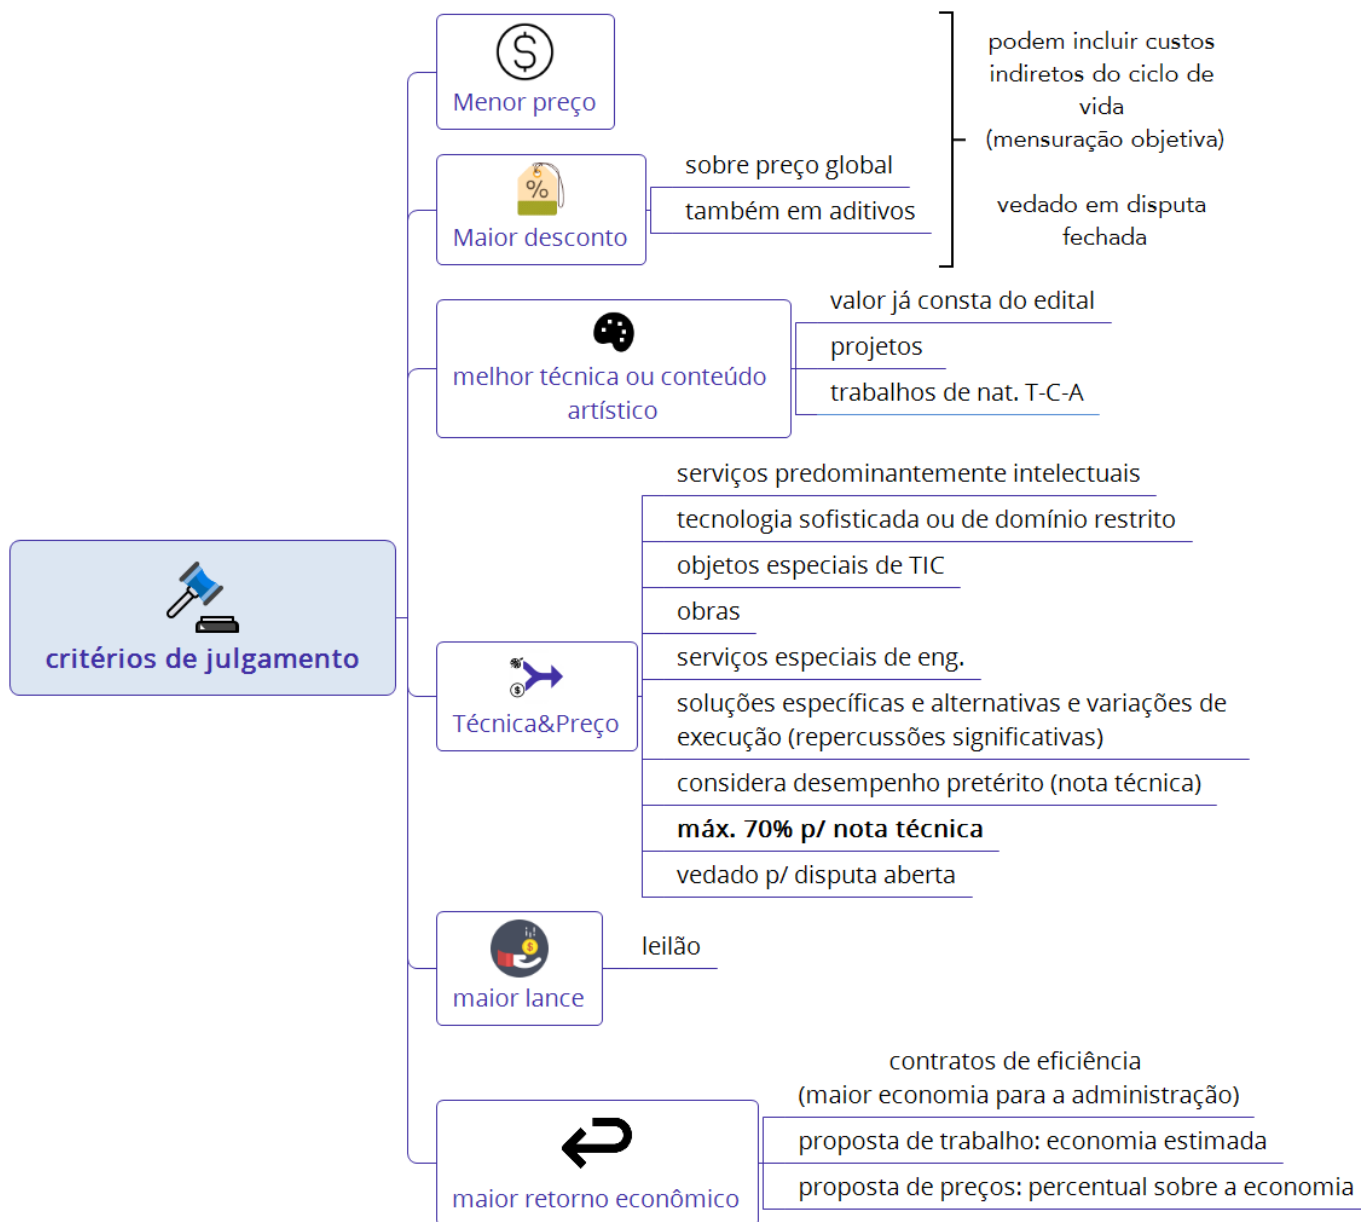 critérios de julgamento
$
Menor preço
%
Maior desconto
sobre preço global
também em aditivos
podem incluir custos
indiretos do ciclo de
vida
(mensuração objetiva)
vedado em disputa
fechada
melhor técnica ou conteúdo
artístico
valor já consta do edital
projetos
trabalhos de nat. T-C-A
$
Técnica&Preço
serviços predominantemente intelectuais
tecnologia sofisticada ou de domínio restrito
objetos especiais de TIC
obras
serviços especiais de eng.
soluções específicas e alternativas e variações de
execução (repercussões significativas)
considera desempenho pretérito (nota técnica)
máx. 70% p/ nota técnica
vedado p/ disputa aberta
$
maior lance
leilão
maior retorno econômico
contratos de eficiência
(maior economia para a administração)
proposta de trabalho: economia estimada
proposta de preços: percentual sobre a economia